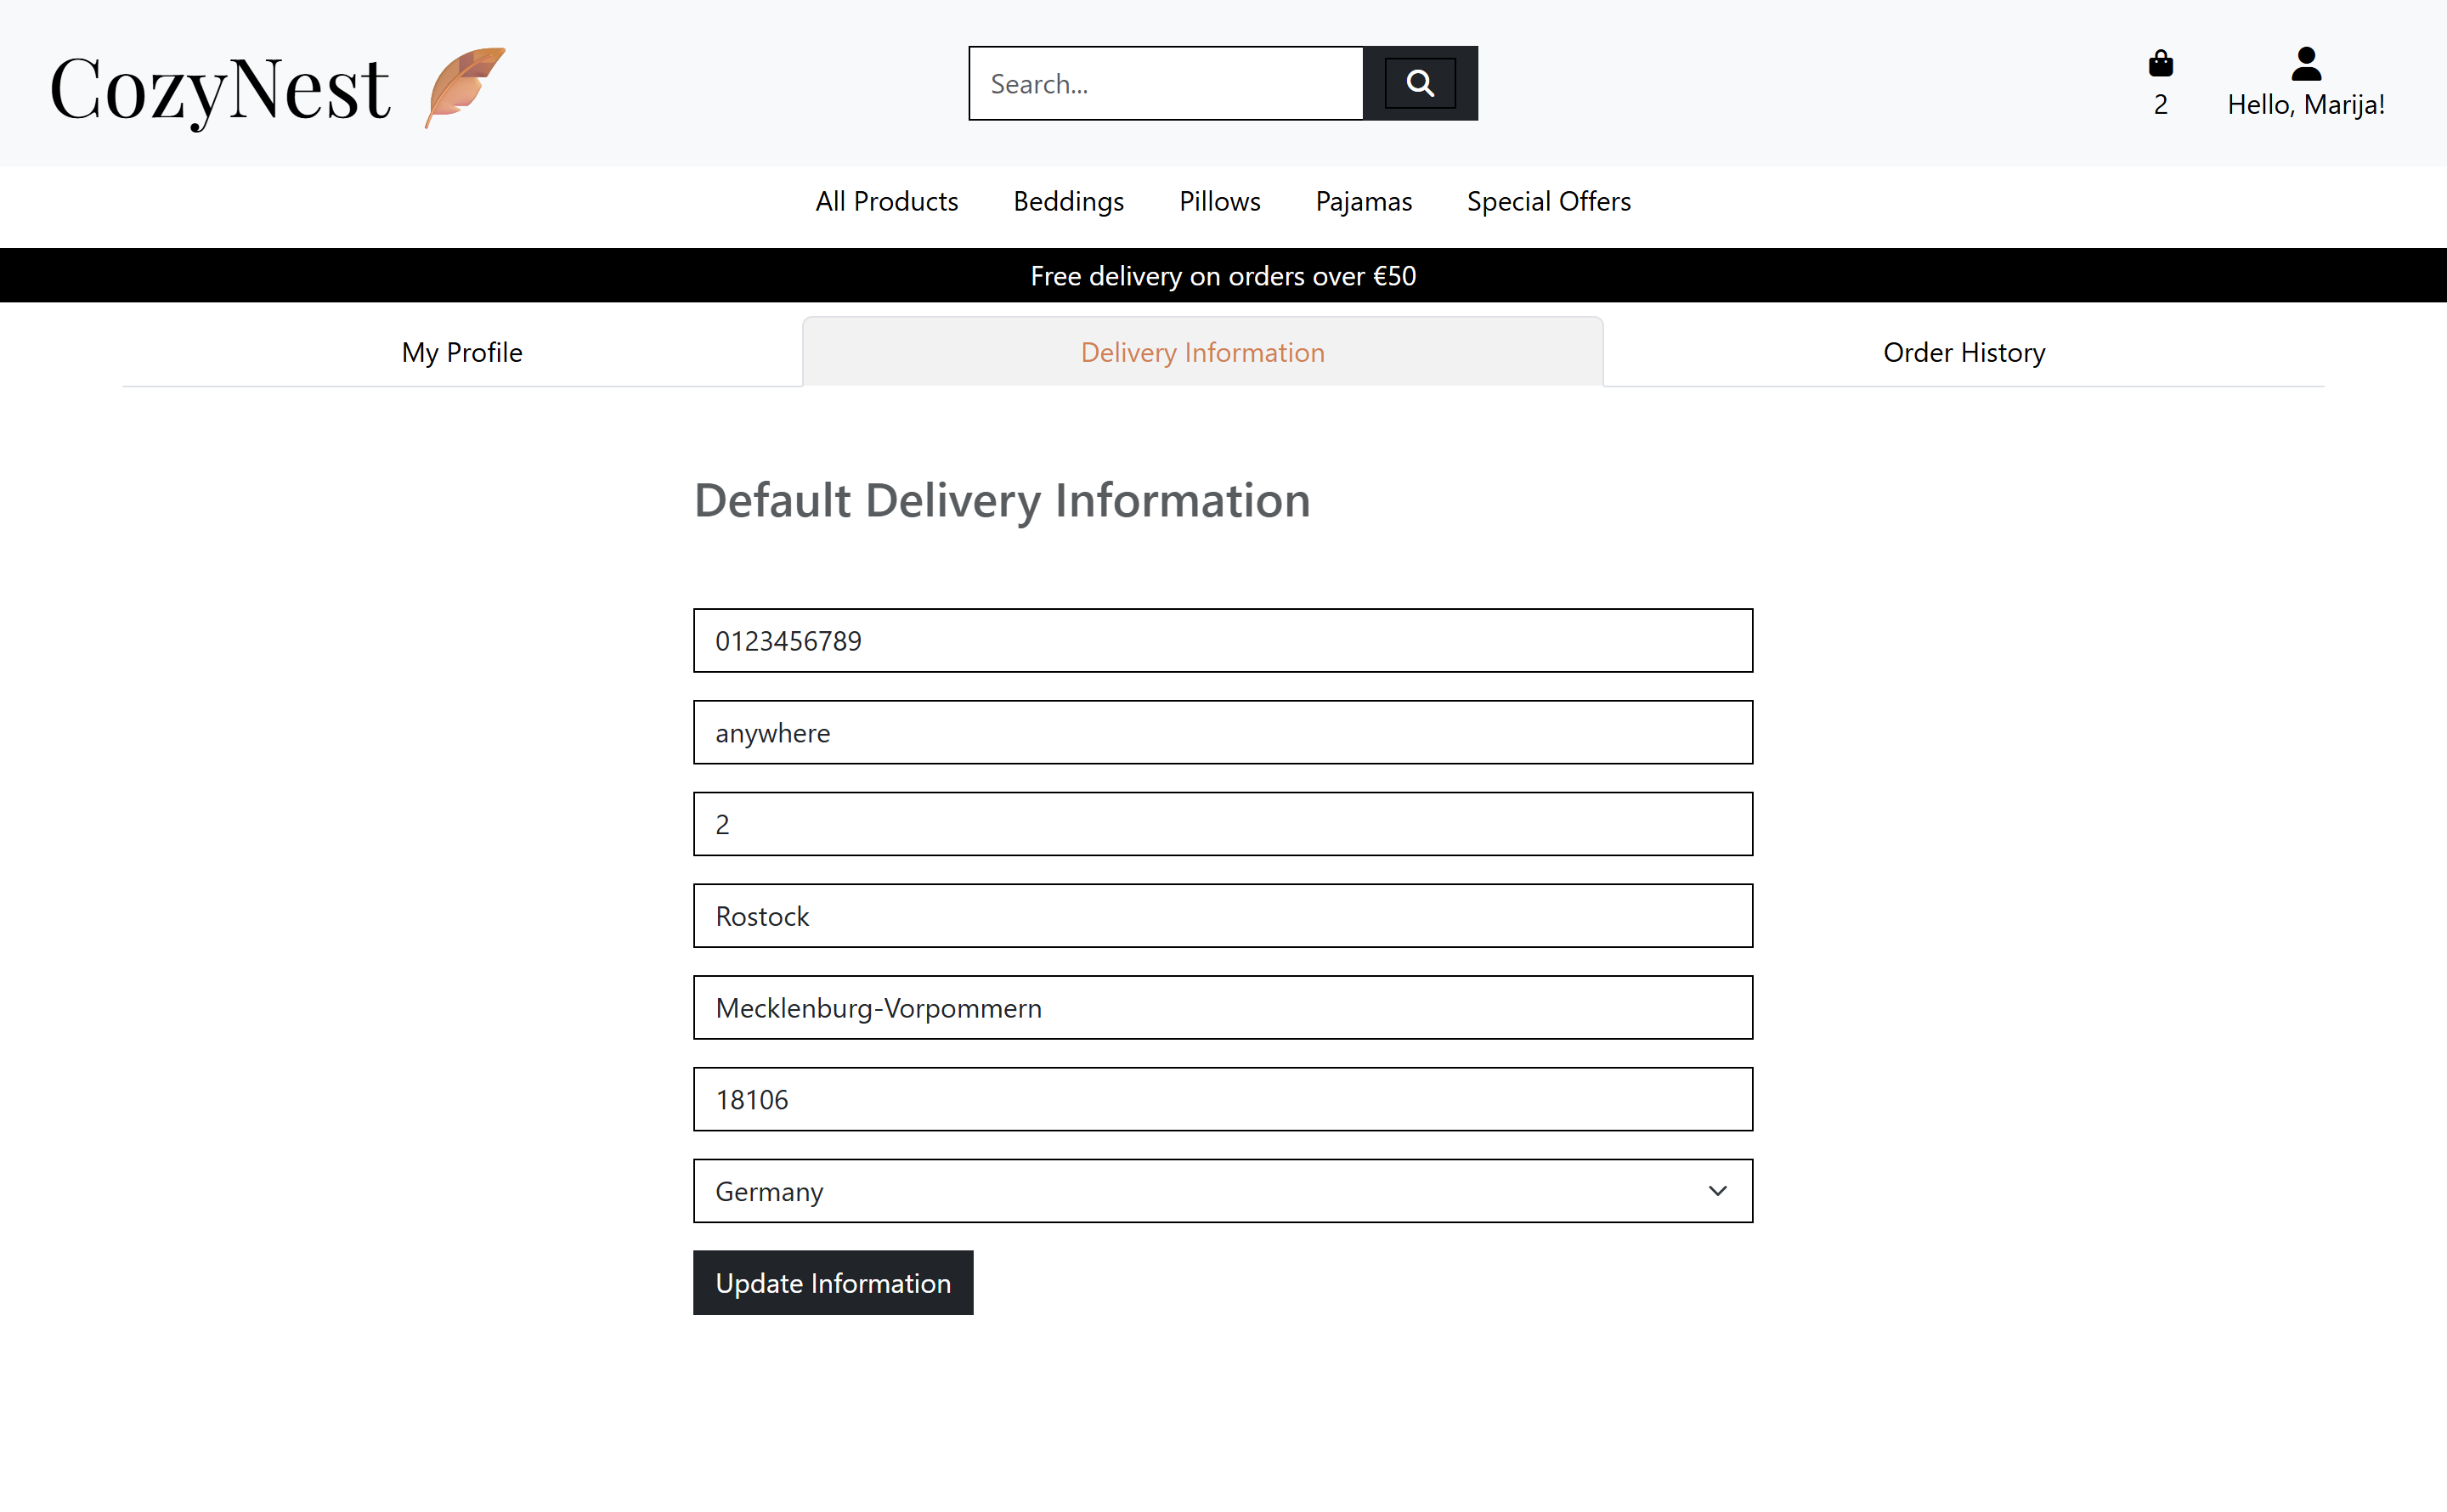 CozyNest
Search...
2
Hello, Marija!
All Products Beddings Pillows Pajamas Special Offers
Free delivery on orders over €50
My Profile Delivery Information Order History
Default Delivery Information
0123456789
anywhere
2
Rostock
Mecklenburg-Vorpommern
18106
Germany
Update Information